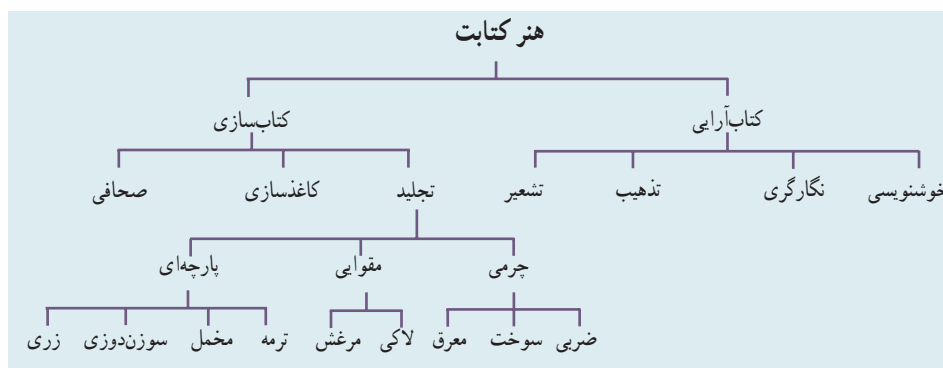 هنر کتابت
کتاب‌آرایی کتاب‌سازی
خوشنویسی نگارگری تذهیب تشعیر تجلید کاغذسازی صحافی
چرمی مقوایی پارچه‌ای
ضربی سوخت معرق لاکی مرغش ترمه مخمل سوزن‌دوزی زری